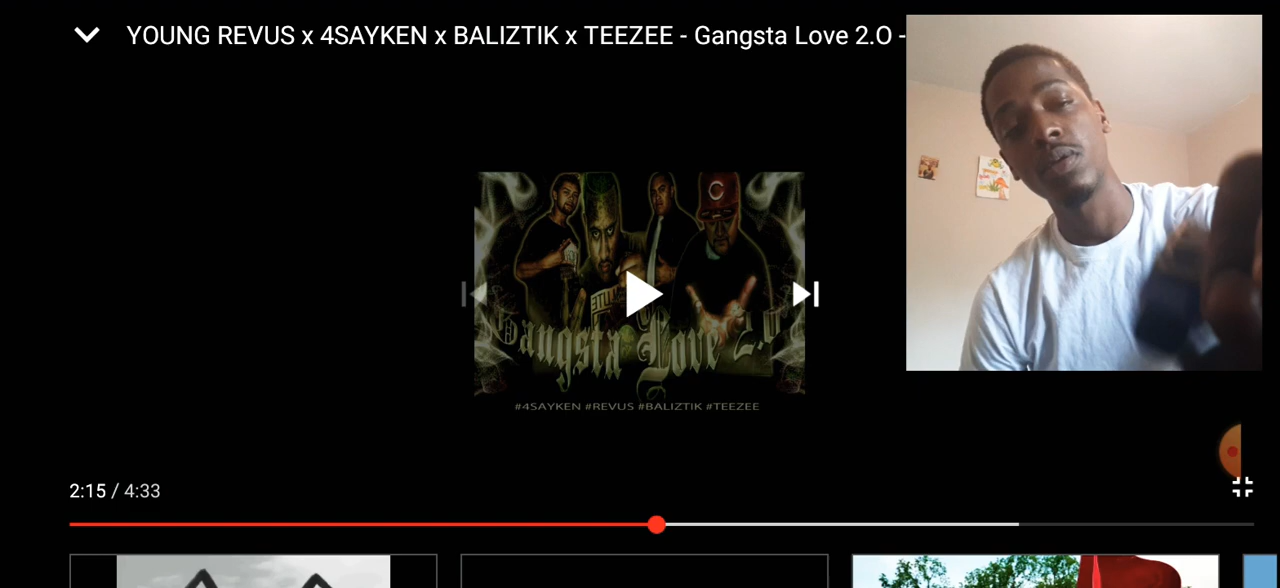 YOUNG REVUS x 4SAYKEN x BALIZTIK x TEEZEE - Gangsta Love 2.0 -
C
Gangsta Love 2.0
#4SAYKEN #REVUS #BALIZTIK #TEEZEE
2:15 / 4:33